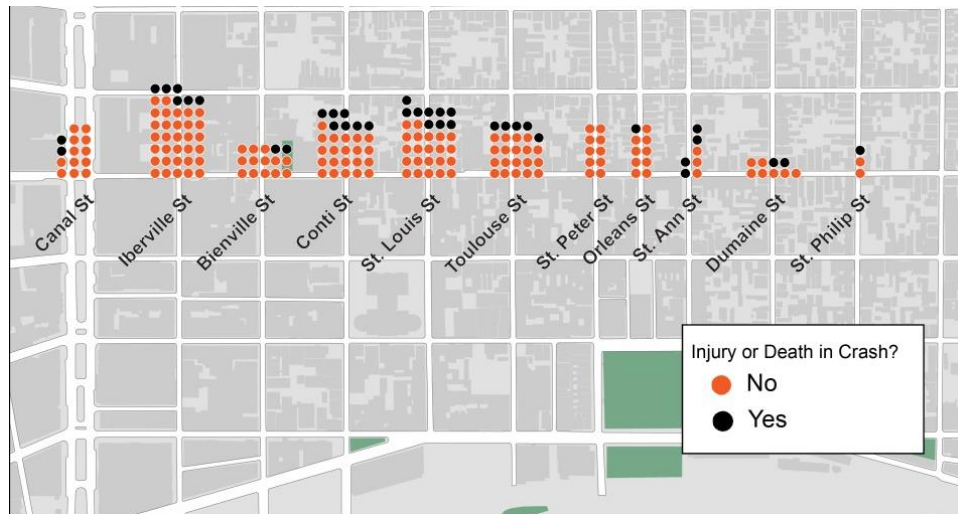 Canal St
Iberville St
Bienville St
Conti St
St. Louis St
Toulouse St
St. Peter St
Orleans St
St. Ann St
Dumaine St
St. Philip St
Injury or Death in Crash?
No
Yes